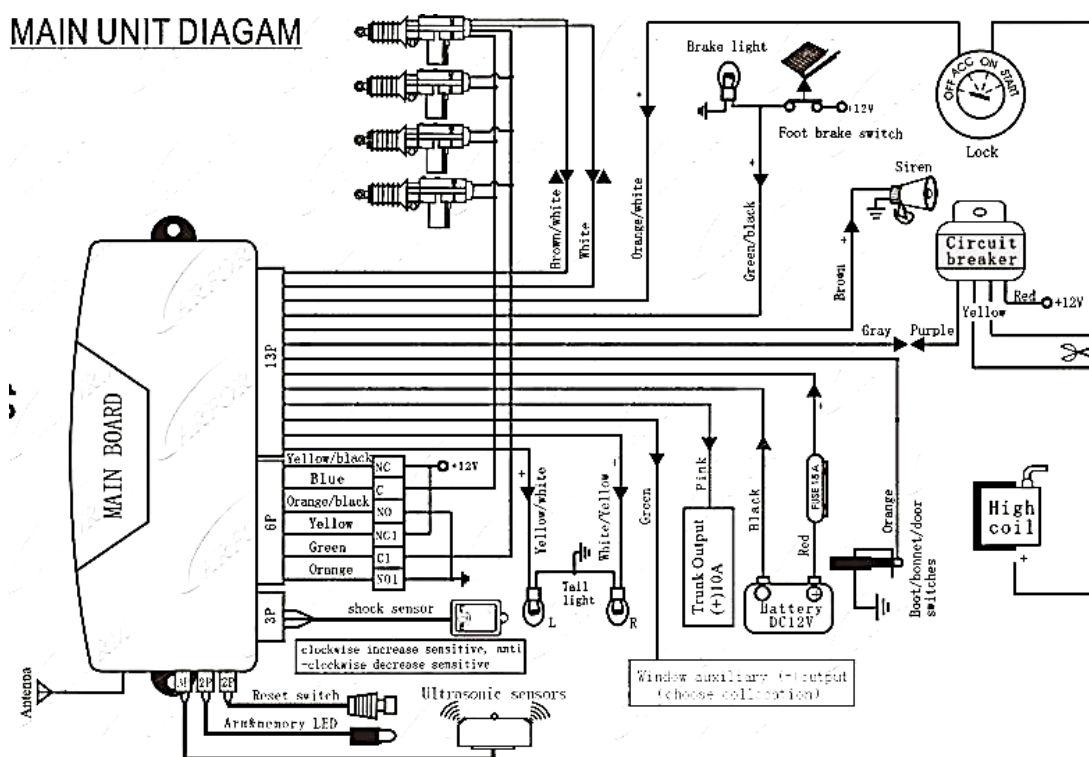 MAIN UNIT DIAGAM
Brake light
+12V
Foot brake switch
OFF ACC ON START
Lock
Siren
Circuit
breaker
Red
+12V
Yellow
Brown/white
White
Orange/white
Green/black
Brown
Gray
Purple
MAIN BOARD
13P
6P
3P
Yellow/black
Blue
Orange/black
Yellow
Green
Orange
NC
C
NO
NC1
C1
NO1
+12V
Yellow/white
White/Yellow
Green
Pink
Black
Red
FUSE 15A
Orange
Tail
light
L
R
Trunk Output
(+)10A
Battery
DC12V
Boot/bonnet/door
switches
High
coil
+
shock sensor
clockwise increase sensitive, anti
-clockwise decrease sensitive
Window auxiliary (-)output
(choose collocation)
Antenna
2P
2P
Reset switch
Arm&memory LED
Ultrasonic sensors